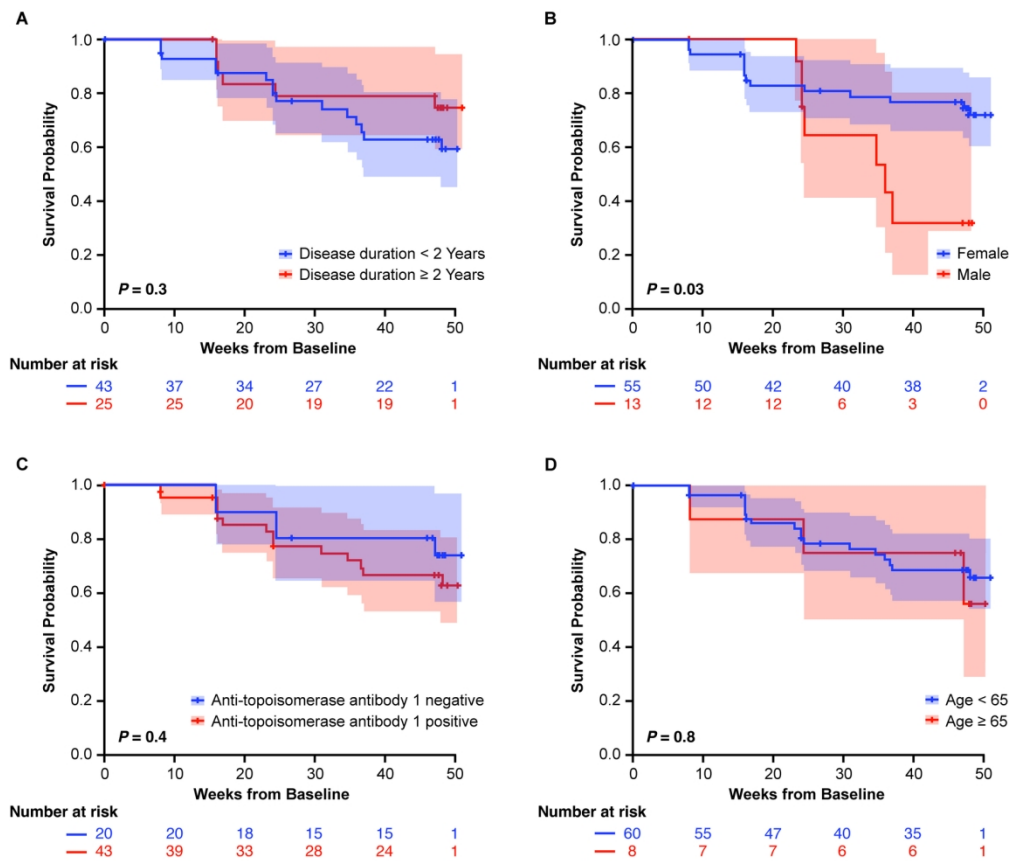 A
1.0
0.8
0.6
0.4
0.2
0.0
Survival Probability
Disease duration < 2 Years
Disease duration ≥ 2 Years
P = 0.3
0 10 20 30 40 50
Weeks from Baseline
Number at risk
43 37 34 27 22 1
25 25 20 19 19 1
B
1.0
0.8
0.6
0.4
0.2
0.0
Survival Probability
Female
Male
P = 0.03
0 10 20 30 40 50
Weeks from Baseline
Number at risk
55 50 42 40 38 2
13 12 12 6 3 0
C
1.0
0.8
0.6
0.4
0.2
0.0
Survival Probability
Anti-topoisomerase antibody 1 negative
Anti-topoisomerase antibody 1 positive
P = 0.4
0 10 20 30 40 50
Weeks from Baseline
Number at risk
20 20 18 15 15 1
43 39 33 28 24 1
D
1.0
0.8
0.6
0.4
0.2
0.0
Survival Probability
Age < 65
Age ≥ 65
P = 0.8
0 10 20 30 40 50
Weeks from Baseline
Number at risk
60 55 47 40 35 1
8 7 7 6 6 1